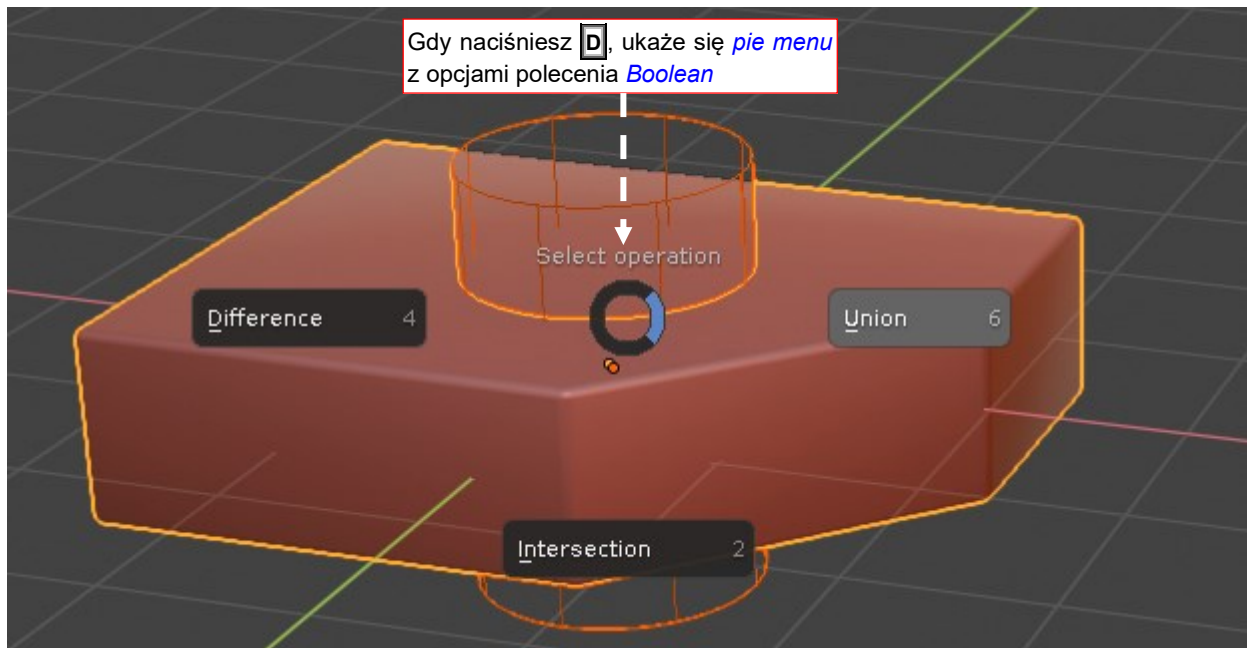 Gdy naciśniesz D, ukaże się pie menu
z opcjami polecenia Boolean
Select operation
Difference 4
Union 6
Intersection 2